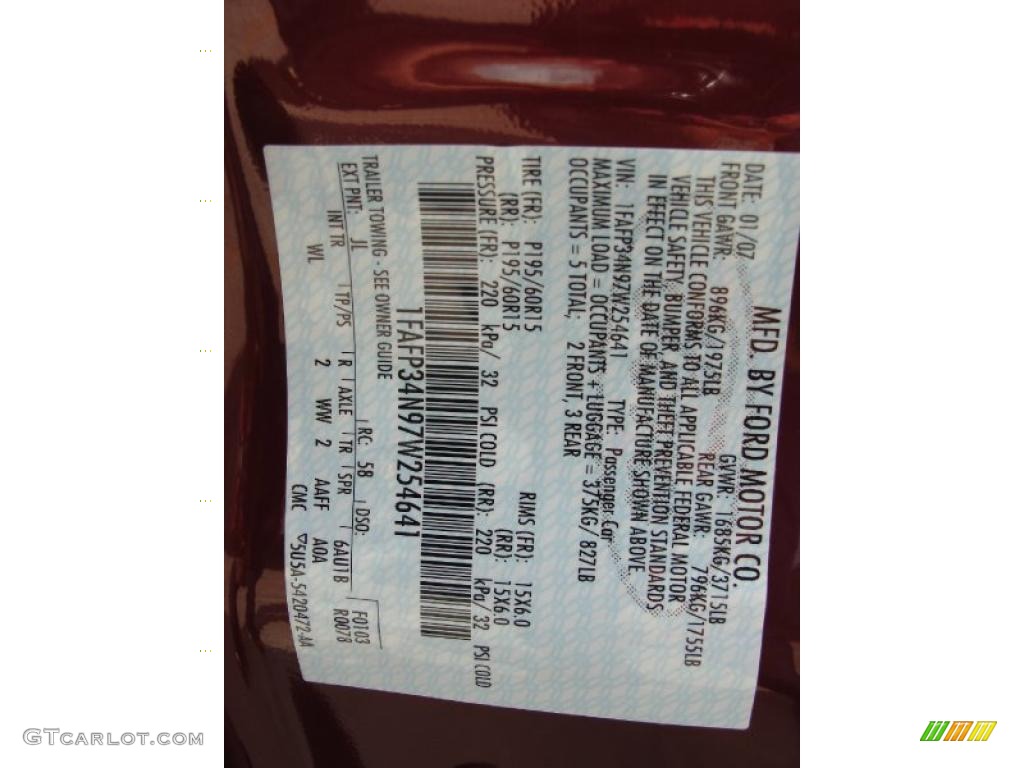 MFD. BY FORD MOTOR CO.
DATE: 01/07 GVWR: 1685KG/3715LB
FRONT GAWR: 896KG/1975LB REAR GAWR: 796KG/1755LB
THIS VEHICLE CONFORMS TO ALL APPLICABLE FEDERAL MOTOR
VEHICLE SAFETY, BUMPER, AND THEFT PREVENTION STANDARDS
IN EFFECT ON THE DATE OF MANUFACTURE SHOWN ABOVE.
VIN: 1FAFP34N97W254641 TYPE: Passenger Car
MAXIMUM LOAD = OCCUPANTS + LUGGAGE = 375KG/ 827LB
OCCUPANTS = 5 TOTAL; 2 FRONT, 3 REAR
TIRE (FR): P195/60R15 RIMS (FR): 15X6.0
(RR): P195/60R15 (RR): 15X6.0
PRESSURE (FR): 220 kPa/ 32 PSI COLD (RR): 220 kPa/ 32 PSI COLD
1FAFP34N97W254641
TRAILER TOWING - SEE OWNER GUIDE
EXT PNT: JL RC: 58 DSO: F0103
R0078
INT TR TP/PS R AXLE TR SPR 6AU1B
WL 2 WW 2 AAFF A0A
CMC ▽5U5A-5420472-AA
GTCarLot.com